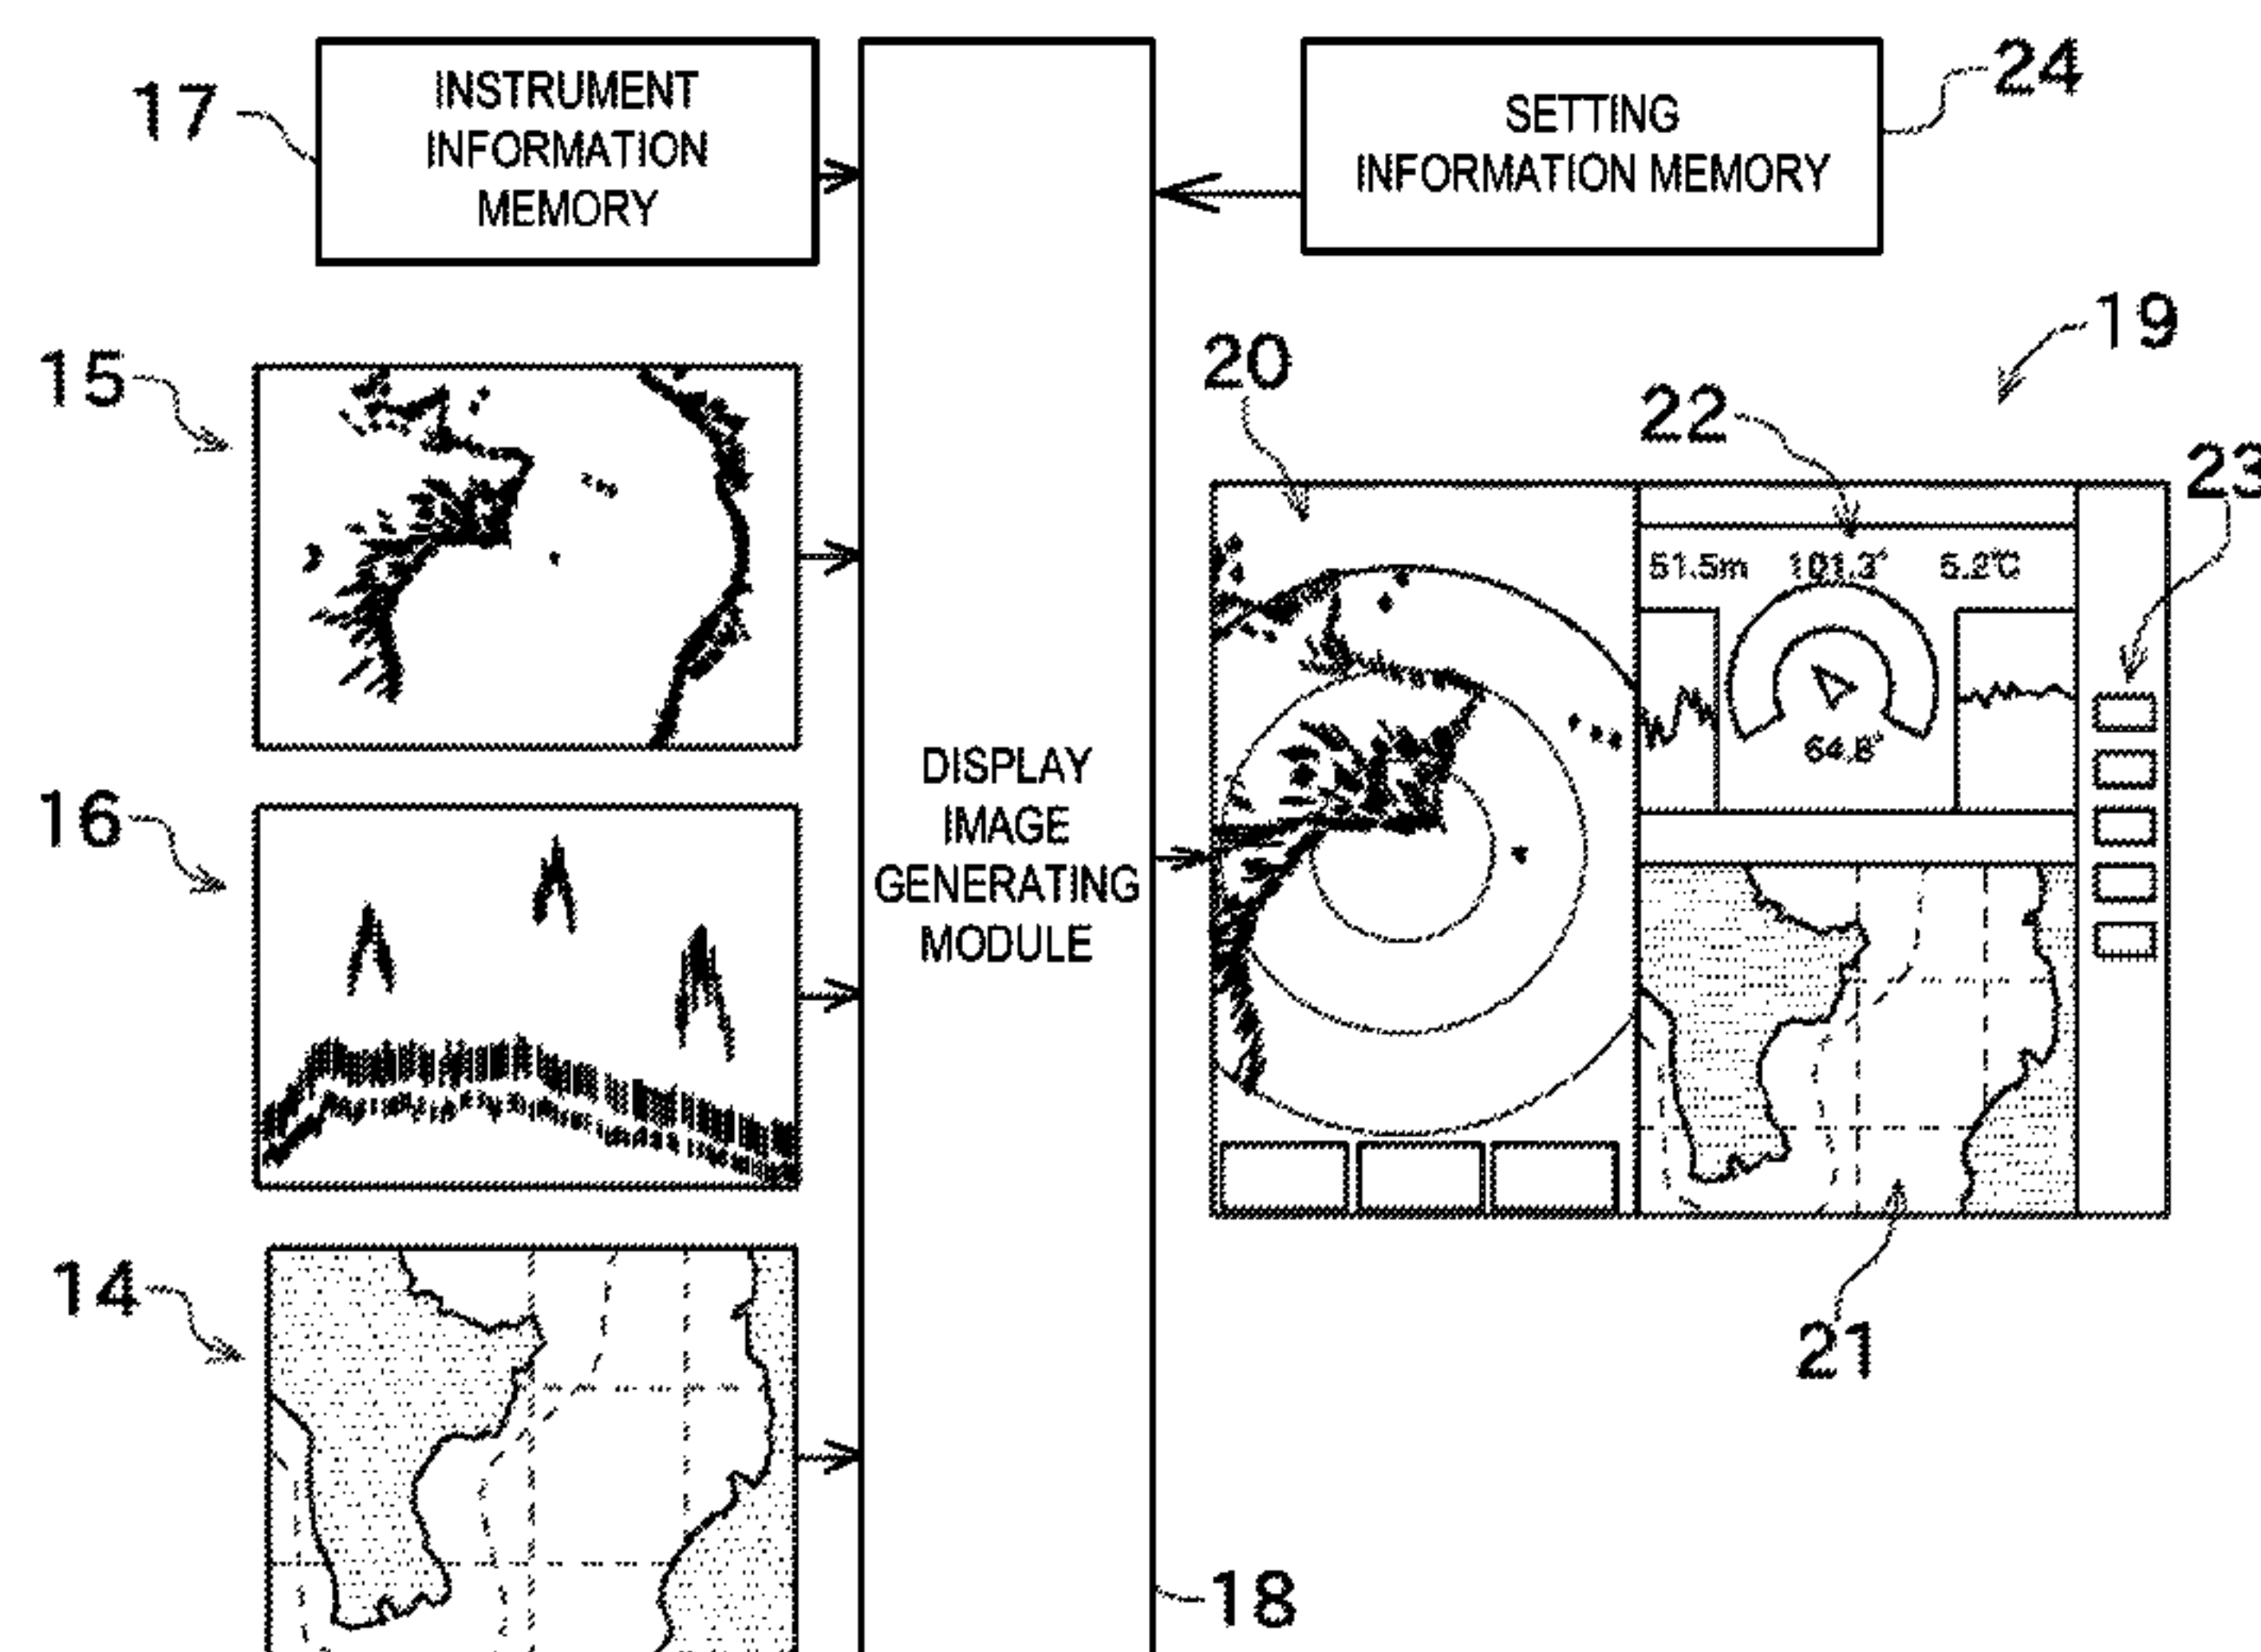 17
INSTRUMENT
INFORMATION
MEMORY
SETTING
INFORMATION MEMORY
24
15
20
19
22
23
51.5m 101.3° 5.2°C
64.8°
16
DISPLAY
IMAGE
GENERATING
MODULE
14
21
18